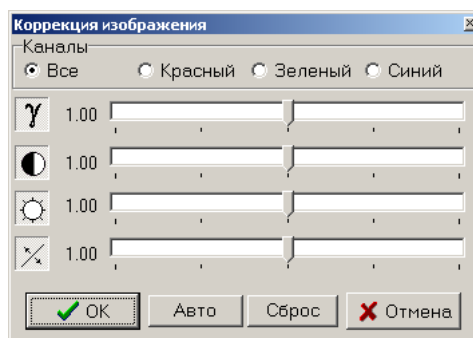 Коррекция изображения
Каналы
Все Красный Зеленый Синий
γ 1.00
1.00
1.00
1.00
OK Авто Сброс Отмена